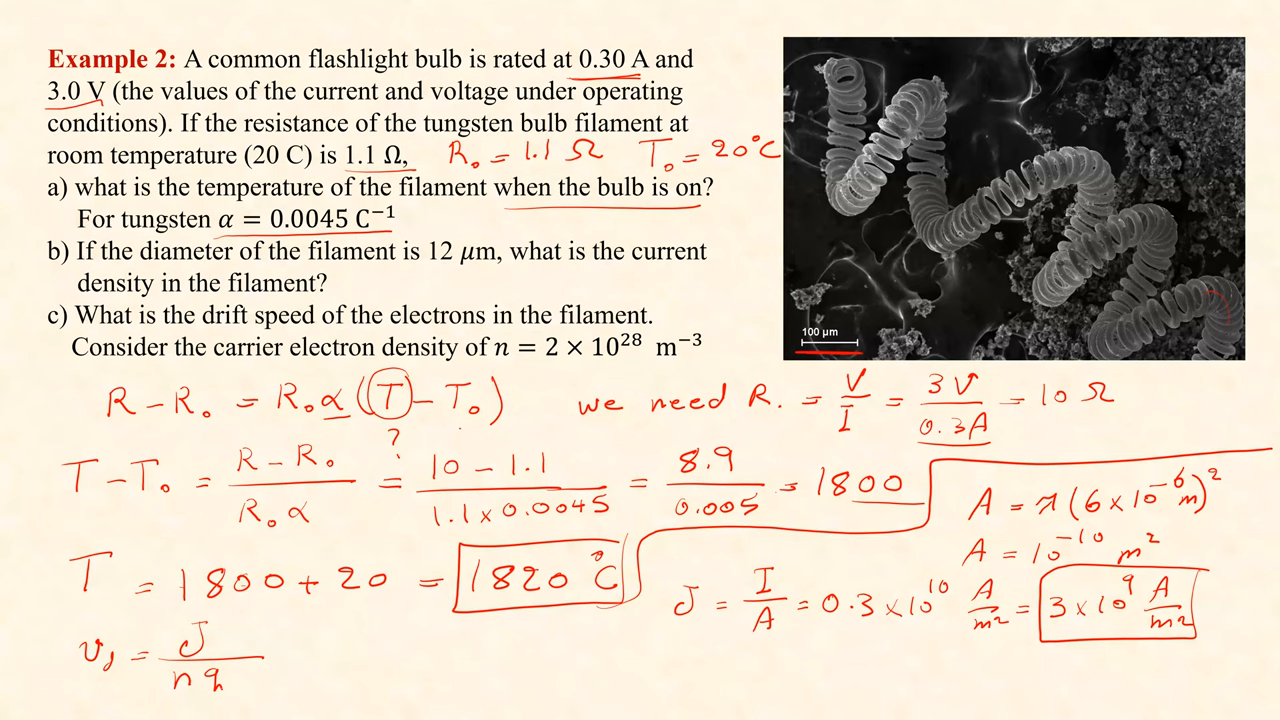 Example 2: A common flashlight bulb is rated at 0.30 A and
3.0 V (the values of the current and voltage under operating
conditions). If the resistance of the tungsten bulb filament at
room temperature (20 C) is 1.1 Ω, R₀ = 1.1 Ω T₀ = 20°C
a) what is the temperature of the filament when the bulb is on?
For tungsten α = 0.0045 C⁻¹
b) If the diameter of the filament is 12 μm, what is the current
density in the filament?
c) What is the drift speed of the electrons in the filament.
Consider the carrier electron density of n = 2 × 10²⁸ m⁻³
100 μm
R - R₀ = R₀ α (T - T₀) we need R. = V/I = 3V/0.3A = 10 Ω
?
T - T₀ = (R - R₀)/(R₀ α) = (10 - 1.1)/(1.1 x 0.0045) = 8.9/0.005 = 1800
T = 1800 + 20 = 1820 °C
A = π (6 x 10⁻⁶ m)²
A = 10⁻¹⁰ m²
J = I/A = 0.3 x 10¹⁰ A/m² = 3 x 10⁹ A/m²
v_d = J/(n q)